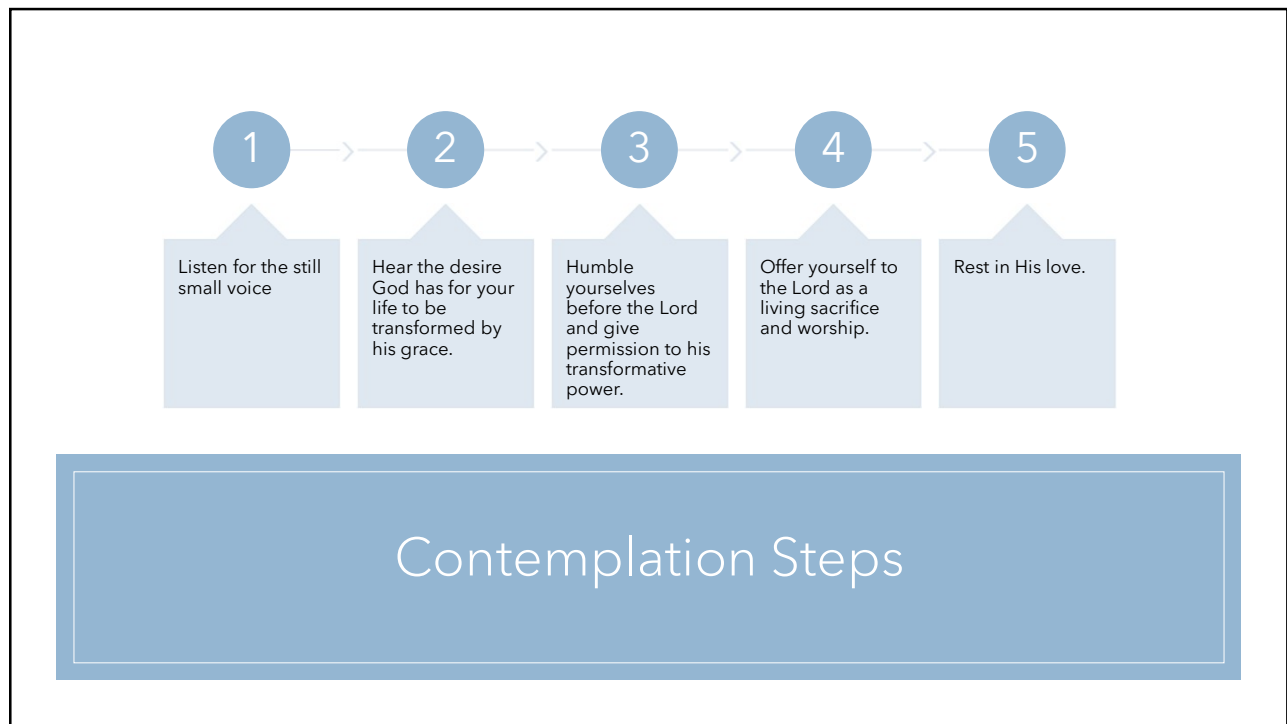 1
2
3
4
5
Listen for the still
small voice
Hear the desire
God has for your
life to be
transformed by
his grace.
Humble
yourselves
before the Lord
and give
permission to his
transformative
power.
Offer yourself to
the Lord as a
living sacrifice
and worship.
Rest in His love.
Contemplation Steps